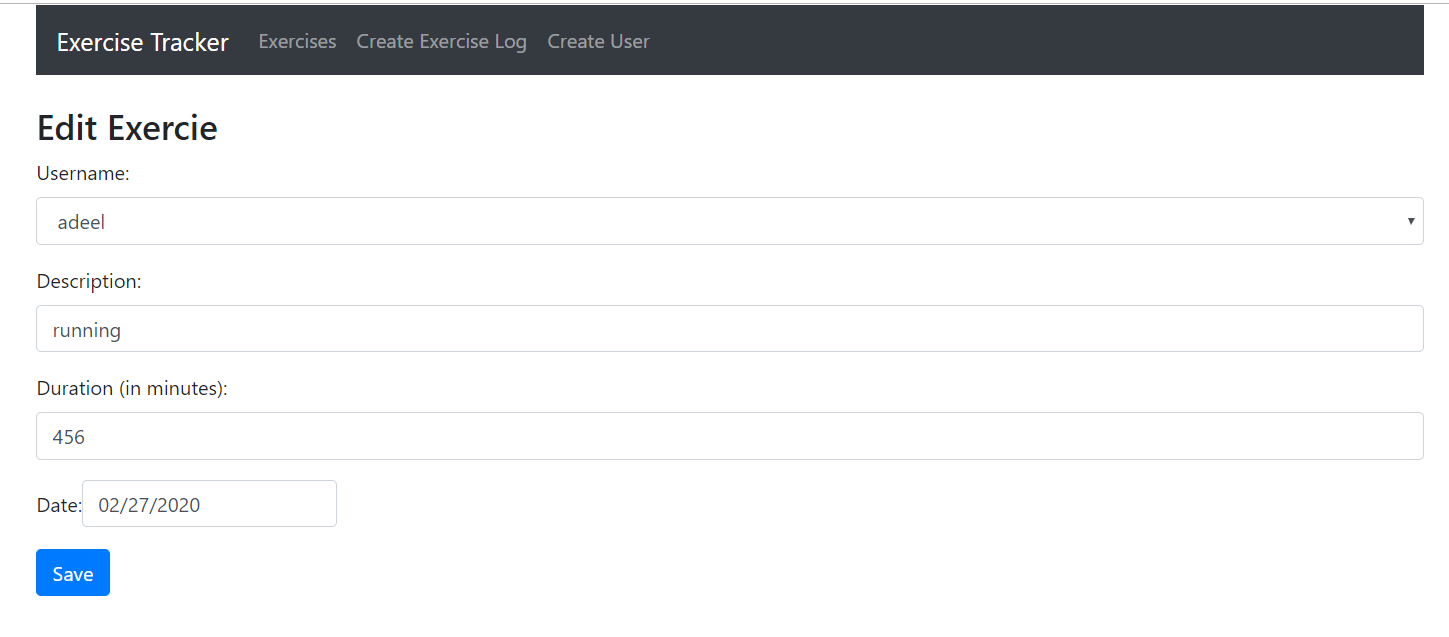 Exercise Tracker Exercises Create Exercise Log Create User
Edit Exercie
Username:
adeel
Description:
running
Duration (in minutes):
456
Date: 02/27/2020
Save